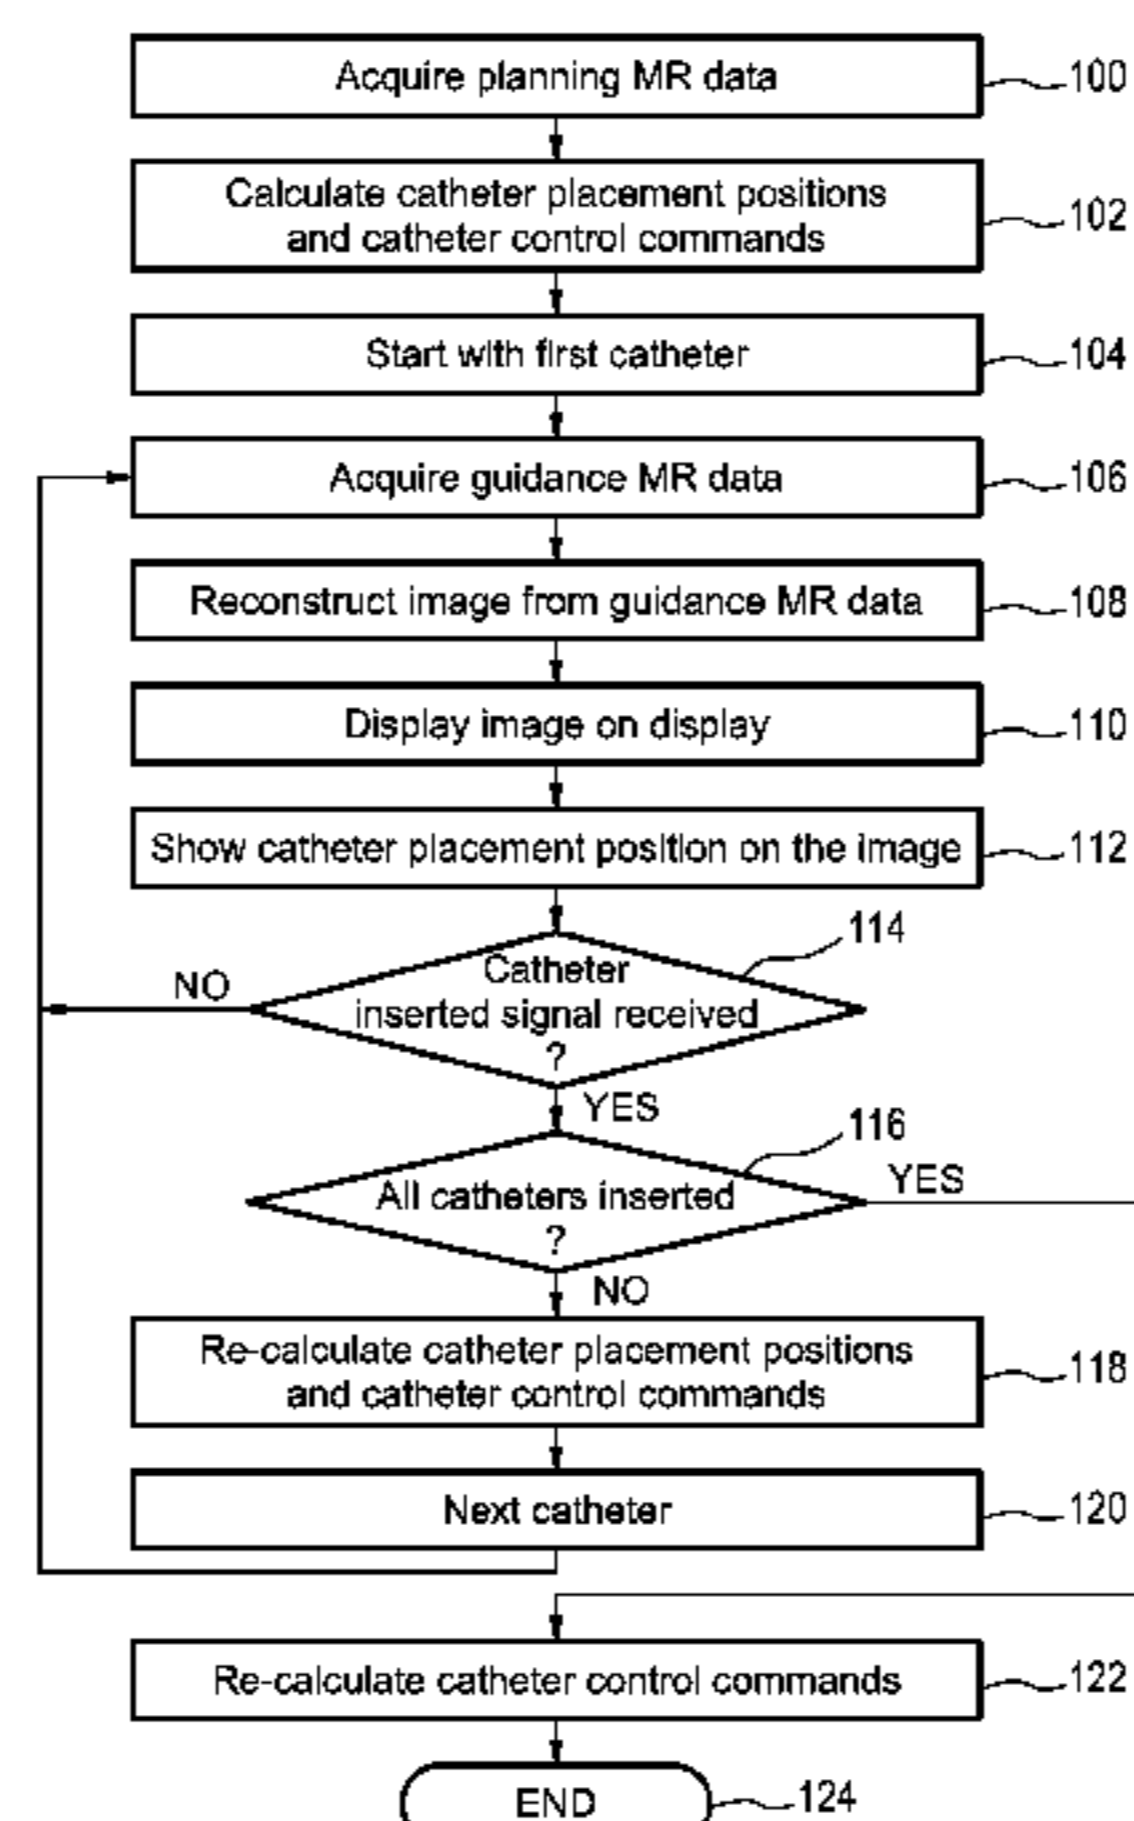 Acquire planning MR data
100
Calculate catheter placement positions
and catheter control commands
102
Start with first catheter
104
Acquire guidance MR data
106
Reconstruct image from guidance MR data
108
Display image on display
110
Show catheter placement position on the image
112
114
Catheter
inserted signal received
?
NO
YES
116
All catheters inserted
?
YES
NO
Re-calculate catheter placement positions
and catheter control commands
118
Next catheter
120
Re-calculate catheter control commands
122
END
124